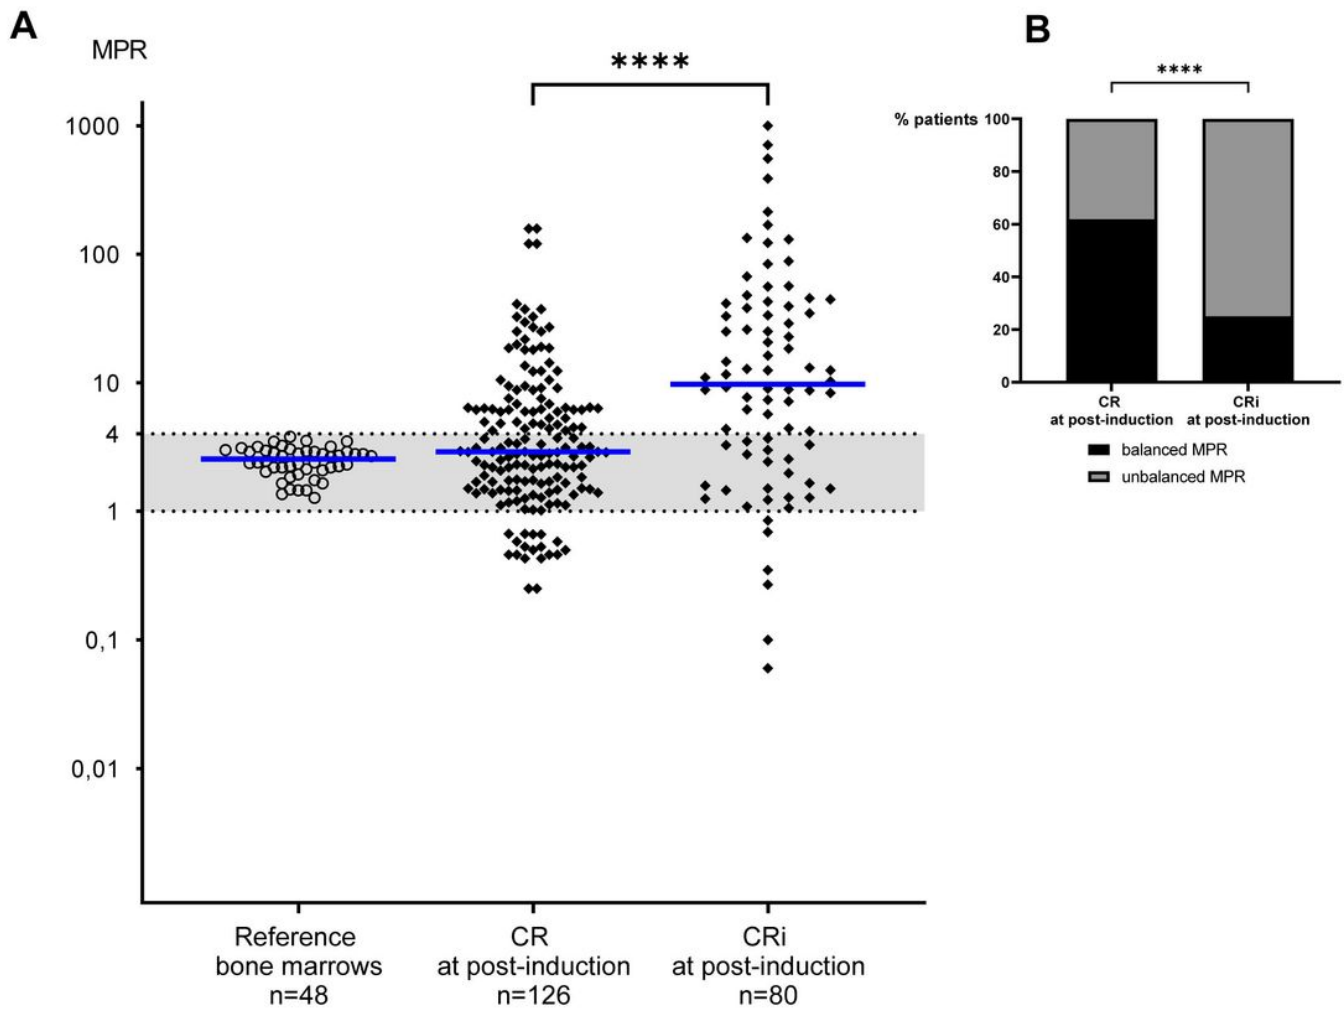 A
MPR
****
1000
100
10
4
1
0,1
0,01
Reference
bone marrows
n=48
CR
at post-induction
n=126
CRi
at post-induction
n=80
B
****
% patients
100
80
60
40
20
0
CR
at post-induction
CRi
at post-induction
balanced MPR
unbalanced MPR